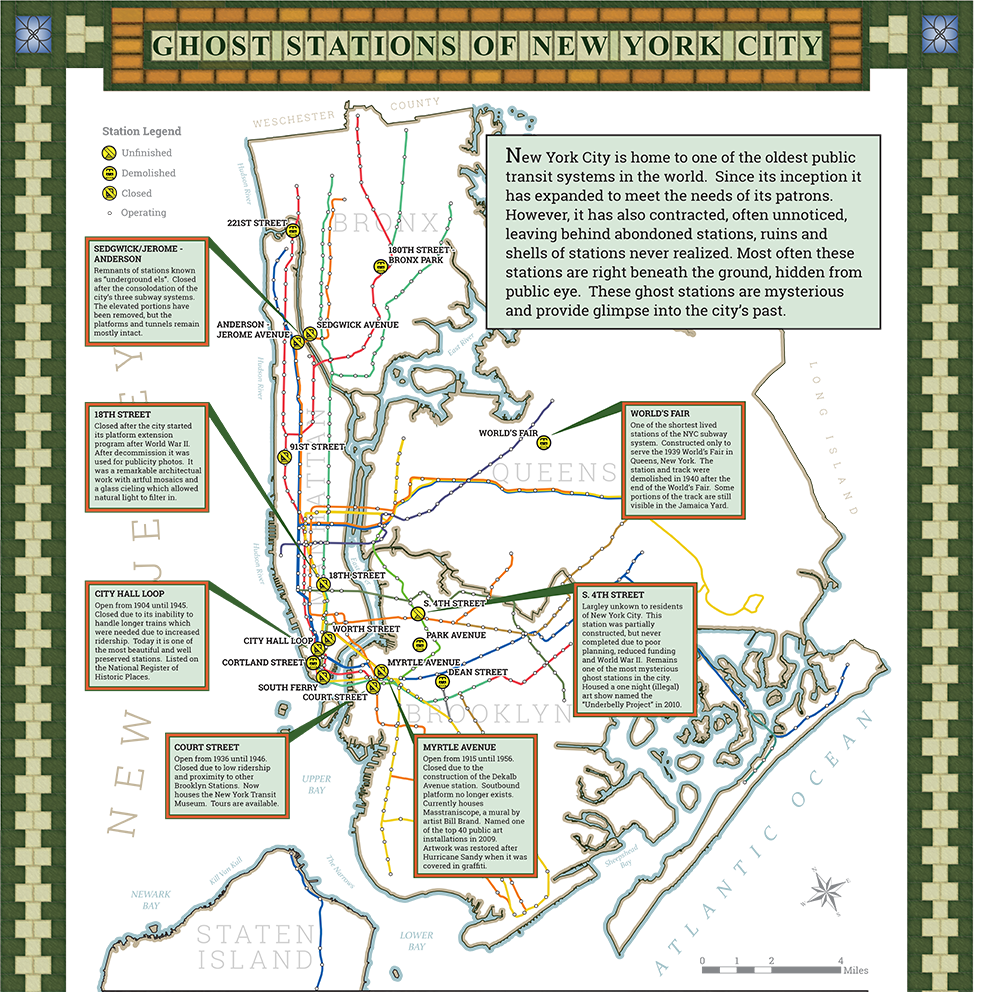 GHOST STATIONS OF NEW YORK CITY
WESTCHESTER COUNTY
Station Legend
Unfinished
Demolished
Closed
Operating
New York City is home to one of the oldest public
transit systems in the world. Since its inception it
has expanded to meet the needs of its patrons.
However, it has also contracted, often unnoticed,
leaving behind abondoned stations, ruins and
shells of stations never realized. Most often these
stations are right beneath the ground, hidden from
public eye. These ghost stations are mysterious
and provide glimpse into the city's past.
Hudson River
BRONX
221ST STREET
180TH STREET -
BRONX PARK
SEDGWICK/JEROME -
ANDERSON
Remnants of stations known
as "underground els". Closed
after the consolodation of the
city's three subway systems.
The elevated portions have
been removed, but the
platforms and tunnels remain
mostly intact.
ANDERSON -
JEROME AVENUE
SEDGWICK AVENUE
East River
Hudson River
LONG ISLAND
NEW JERSEY
MANHATTAN
18TH STREET
Closed after the city started
its platform extension
program after World War II.
After decommission it was
used for publicity photos. It
was a remarkable architectual
work with artful mosaics and
a glass cieling which allowed
natural light to filter in.
91ST STREET
WORLD'S FAIR
QUEENS
WORLD'S FAIR
One of the shortest lived
stations of the NYC subway
system. Constructed only to
serve the 1939 World's Fair in
Queens, New York. The
station and track were
demolished in 1940 after the
end of the World's Fair. Some
portions of the track are still
visible in the Jamaica Yard.
Hudson River
East River
18TH STREET
CITY HALL LOOP
Open from 1904 until 1945.
Closed due to its inability to
handle longer trains which
were needed due to increased
ridership. Today it is one of
the most beautiful and well
preserved stations. Listed on
the National Register of
Historic Places.
S. 4TH STREET
WORTH STREET
CITY HALL LOOP
PARK AVENUE
CORTLAND STREET
MYRTLE AVENUE
DEAN STREET
SOUTH FERRY
COURT STREET
BROOKLYN
S. 4TH STREET
Largley unkown to residents
of New York City. This
station was partially
constructed, but never
completed due to poor
planning, reduced funding
and World War II. Remains
one of the most mysterious
ghost stations in the city.
Housed a one night (illegal)
art show named the
"Underbelly Project" in 2010.
COURT STREET
Open from 1936 until 1946.
Closed due to low ridership
and proximity to other
Brooklyn Stations. Now
houses the New York Transit
Museum. Tours are available.
UPPER
BAY
MYRTLE AVENUE
Open from 1915 until 1956.
Closed due to the
construction of the Dekalb
Avenue station. Soutbound
platform no longer exists.
Currently houses
Masstraniscope, a mural by
artist Bill Brand. Named one
of the top 40 public art
installations in 2009.
Artwork was restored after
Hurricane Sandy when it was
covered in graffiti.
ATLANTIC OCEAN
Sheepshead
Bay
Kill Van Kull
The Narrows
NEWARK
BAY
STATEN
ISLAND
LOWER
BAY
N
E
S
W
0 1 2 4
Miles